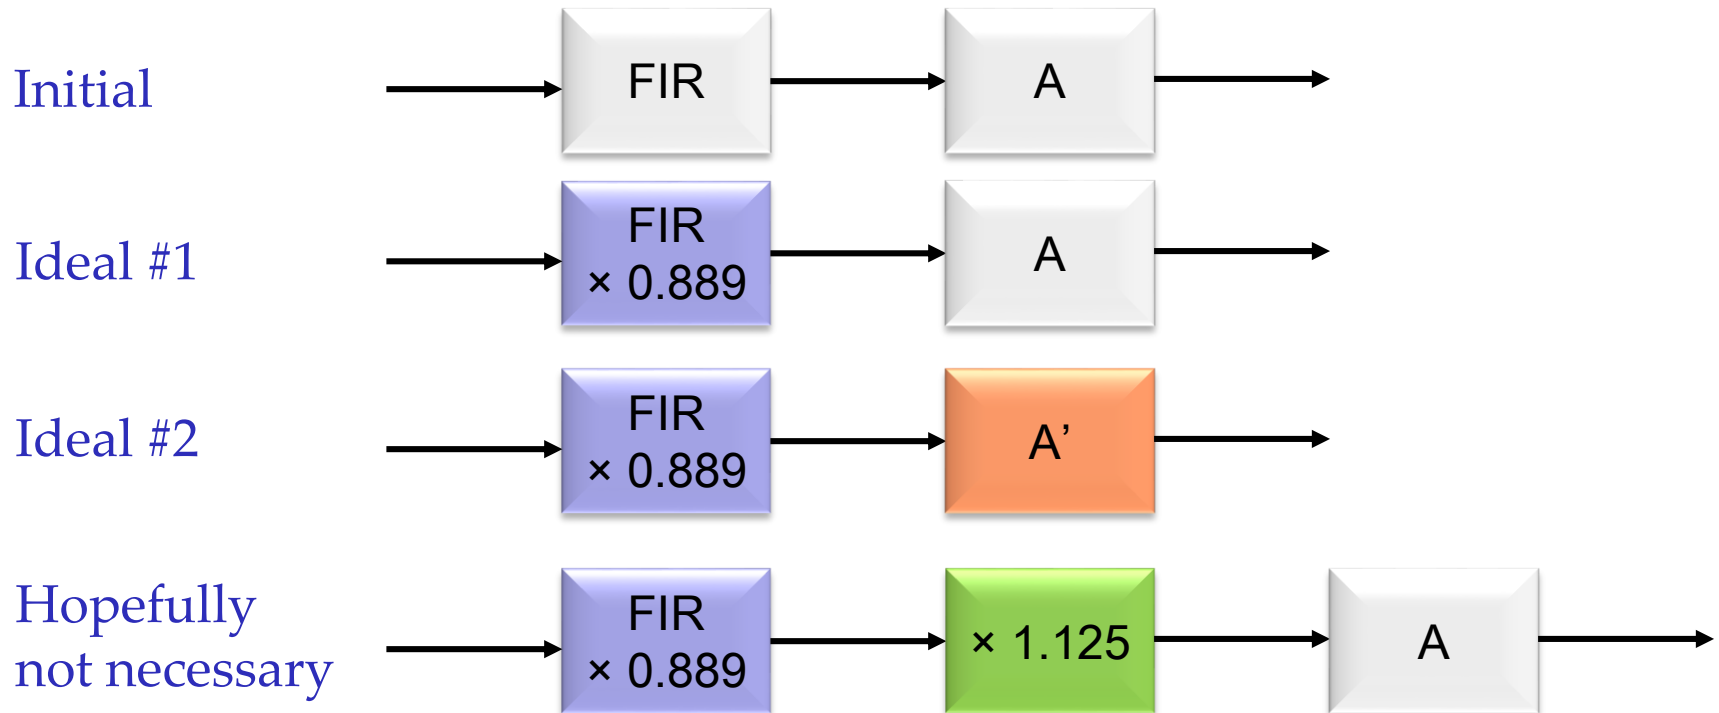 Initial
FIR
A
Ideal #1
FIR
× 0.889
A
Ideal #2
FIR
× 0.889
A’
Hopefully
not necessary
FIR
× 0.889
× 1.125
A